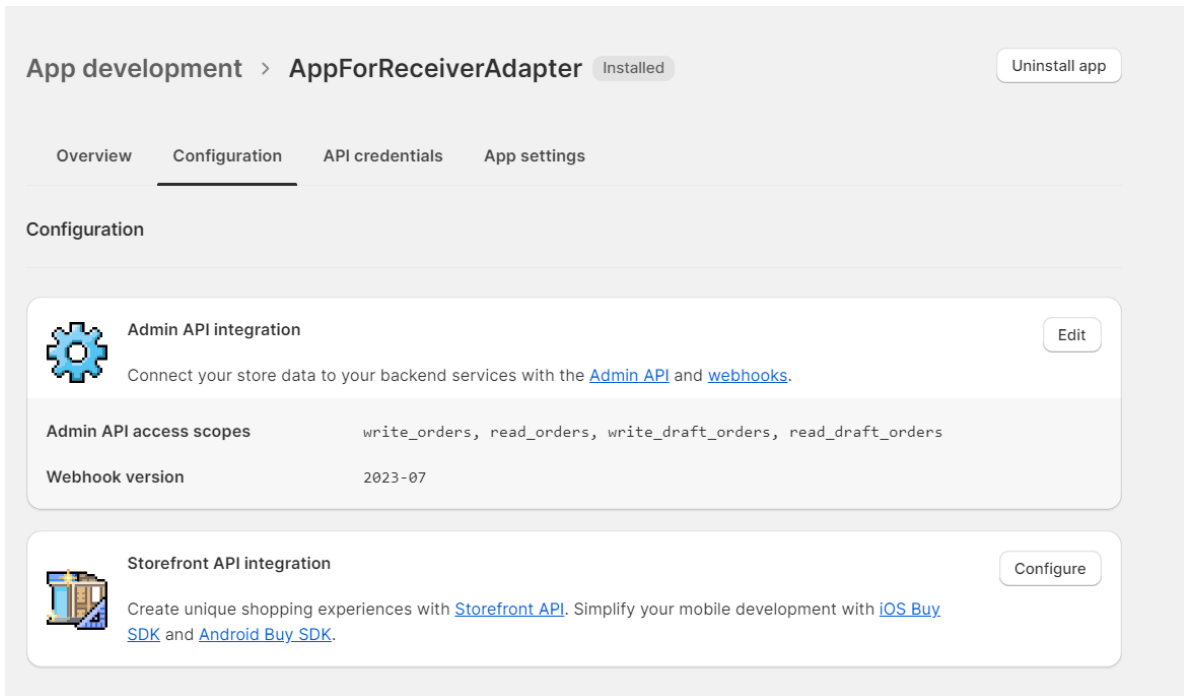 App development > AppForReceiverAdapter Installed Uninstall app
Overview Configuration API credentials App settings
Configuration
Admin API integration
Edit
Connect your store data to your backend services with the Admin API and webhooks.
Admin API access scopes write_orders, read_orders, write_draft_orders, read_draft_orders
Webhook version 2023-07
Storefront API integration
Configure
Create unique shopping experiences with Storefront API. Simplify your mobile development with iOS Buy
SDK and Android Buy SDK.